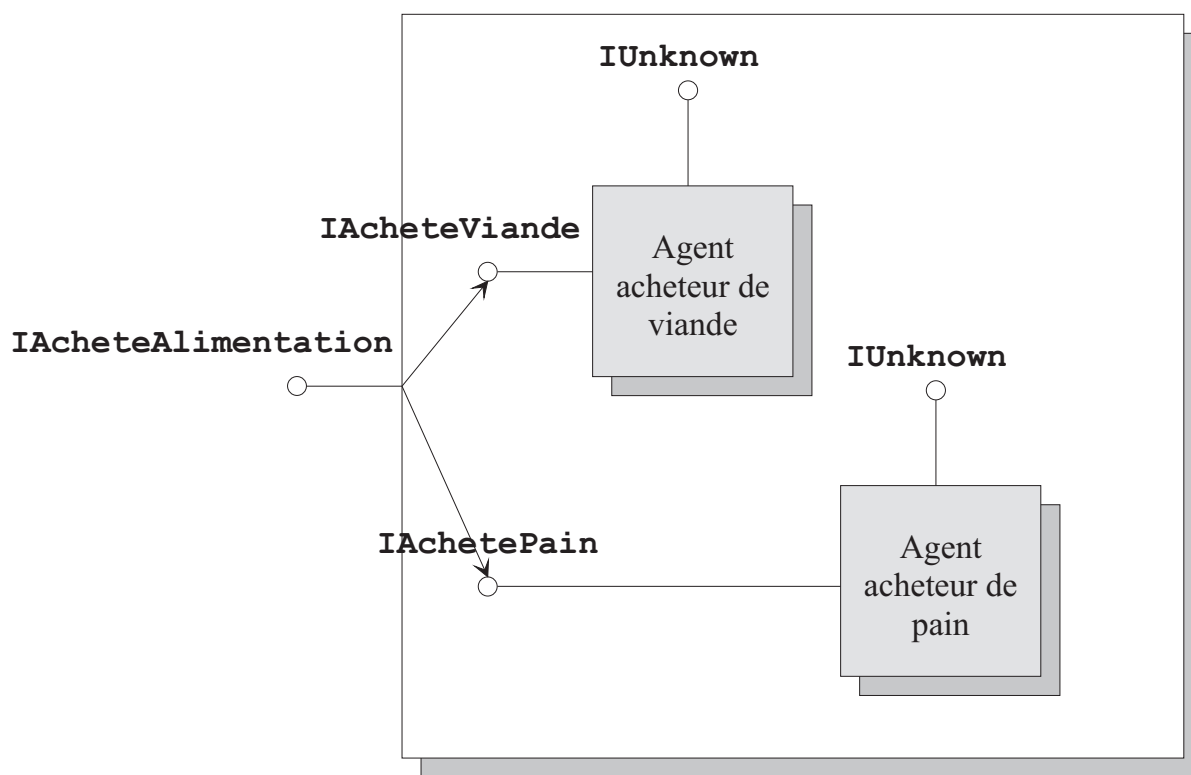 IUnknown
IAcheteViande
Agent
acheteur de
viande
IAcheteAlimentation
IUnknown
IAchetePain
Agent
acheteur de
pain